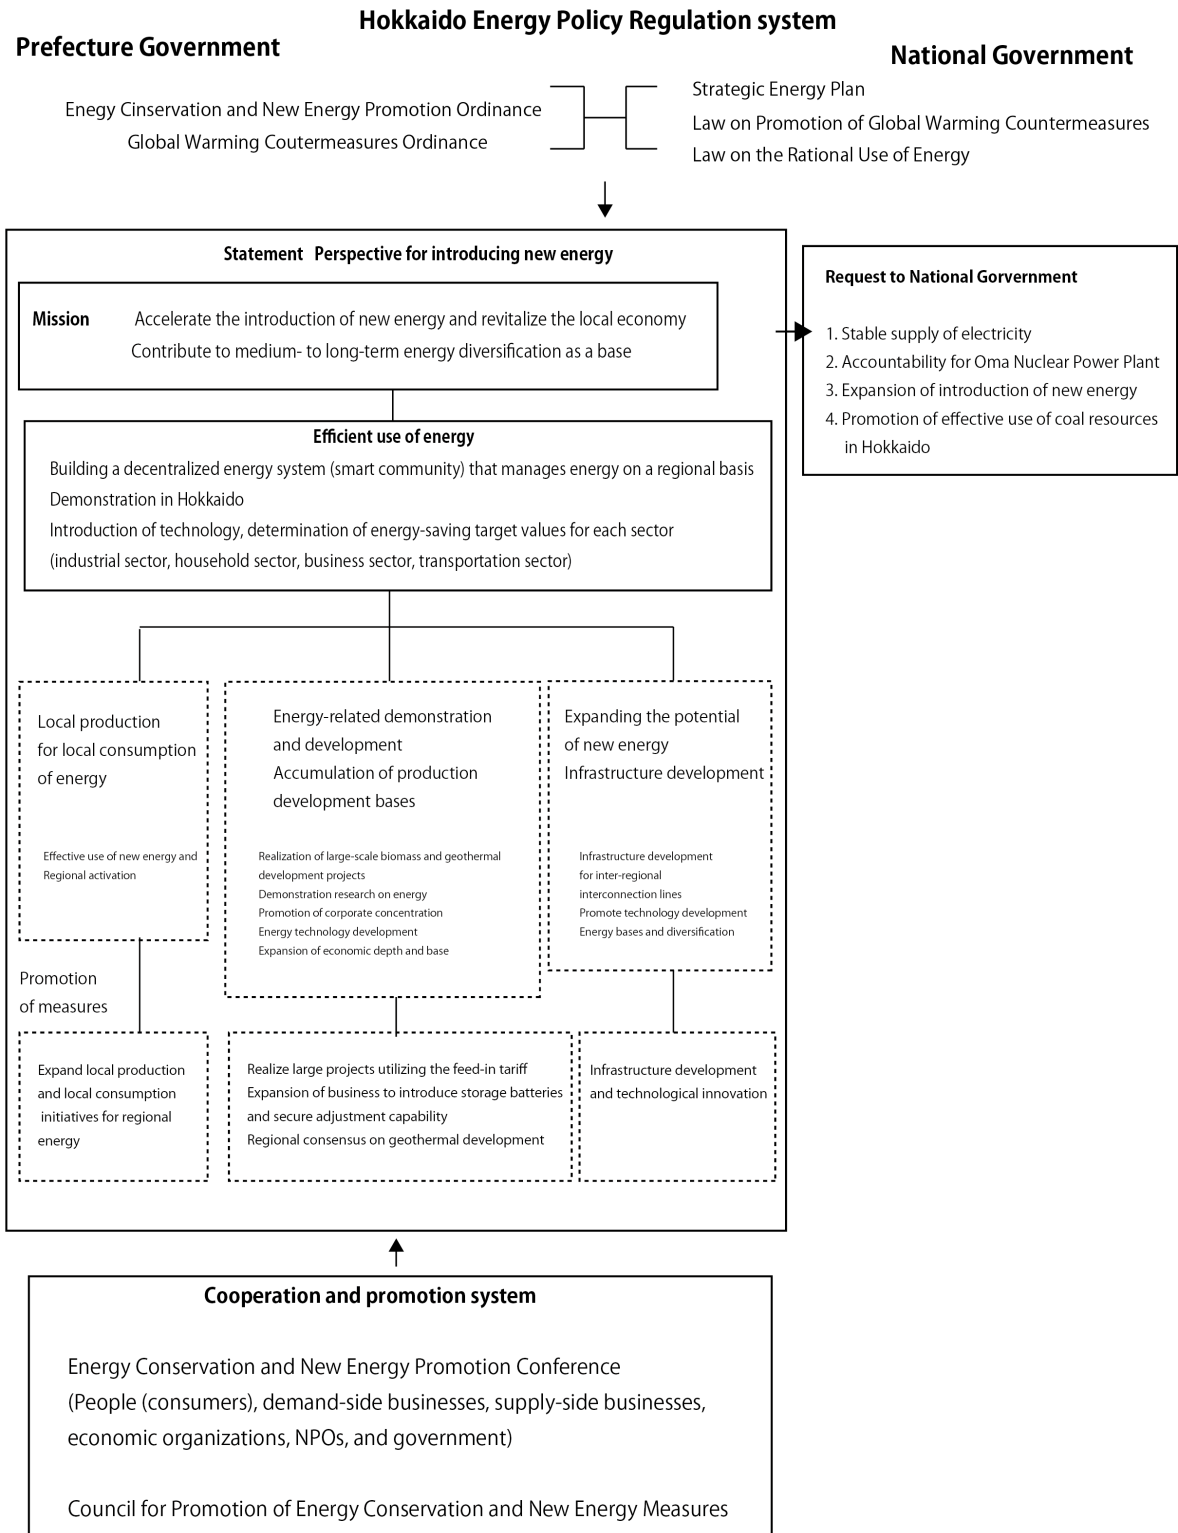 Hokkaido Energy Policy Regulation system
Prefecture Government
National Government
Enegy Cinservation and New Energy Promotion Ordinance
Global Warming Coutermeasures Ordinance
Strategic Energy Plan
Law on Promotion of Global Warming Countermeasures
Law on the Rational Use of Energy
Statement Perspective for introducing new energy
Mission Accelerate the introduction of new energy and revitalize the local economy
Contribute to medium- to long-term energy diversification as a base
Request to National Gorvernment
1. Stable supply of electricity
2. Accountability for Oma Nuclear Power Plant
3. Expansion of introduction of new energy
4. Promotion of effective use of coal resources
in Hokkaido
Efficient use of energy
Building a decentralized energy system (smart community) that manages energy on a regional basis
Demonstration in Hokkaido
Introduction of technology, determination of energy-saving target values for each sector
(industrial sector, household sector, business sector, transportation sector)
Local production
for local consumption
of energy
Effective use of new energy and
Regional activation
Energy-related demonstration
and development
Accumulation of production
development bases
Realization of large-scale biomass and geothermal
development projects
Demonstration research on energy
Promotion of corporate concentration
Energy technology development
Expansion of economic depth and base
Expanding the potential
of new energy
Infrastructure development
Infrastructure development
for inter-regional
interconnection lines
Promote technology development
Energy bases and diversification
Promotion
of measures
Expand local production
and local consumption
initiatives for regional
energy
Realize large projects utilizing the feed-in tariff
Expansion of business to introduce storage batteries
and secure adjustment capability
Regional consensus on geothermal development
Infrastructure development
and technological innovation
Cooperation and promotion system
Energy Conservation and New Energy Promotion Conference
(People (consumers), demand-side businesses, supply-side businesses,
economic organizations, NPOs, and government)
Council for Promotion of Energy Conservation and New Energy Measures